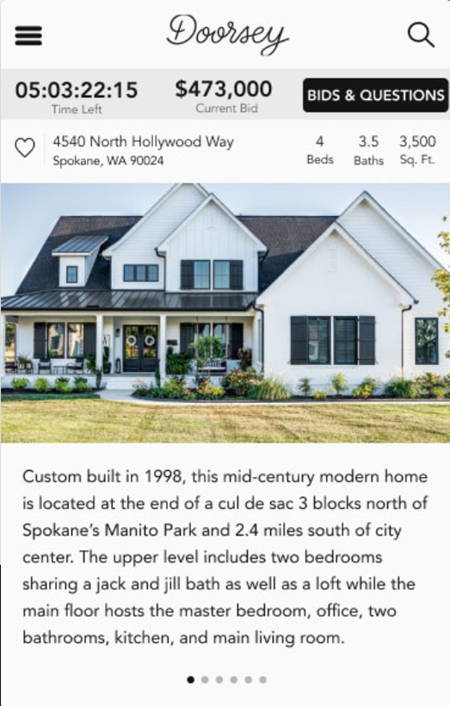 Doorsey
05:03:22:15 $473,000 BIDS & QUESTIONS
Time Left Current Bid
4540 North Hollywood Way 4 3.5 3,500
Spokane, WA 90024 Beds Baths Sq. Ft.
Custom built in 1998, this mid-century modern home
is located at the end of a cul de sac 3 blocks north of
Spokane's Manito Park and 2.4 miles south of city
center. The upper level includes two bedrooms
sharing a jack and jill bath as well as a loft while the
main floor hosts the master bedroom, office, two
bathrooms, kitchen, and main living room.